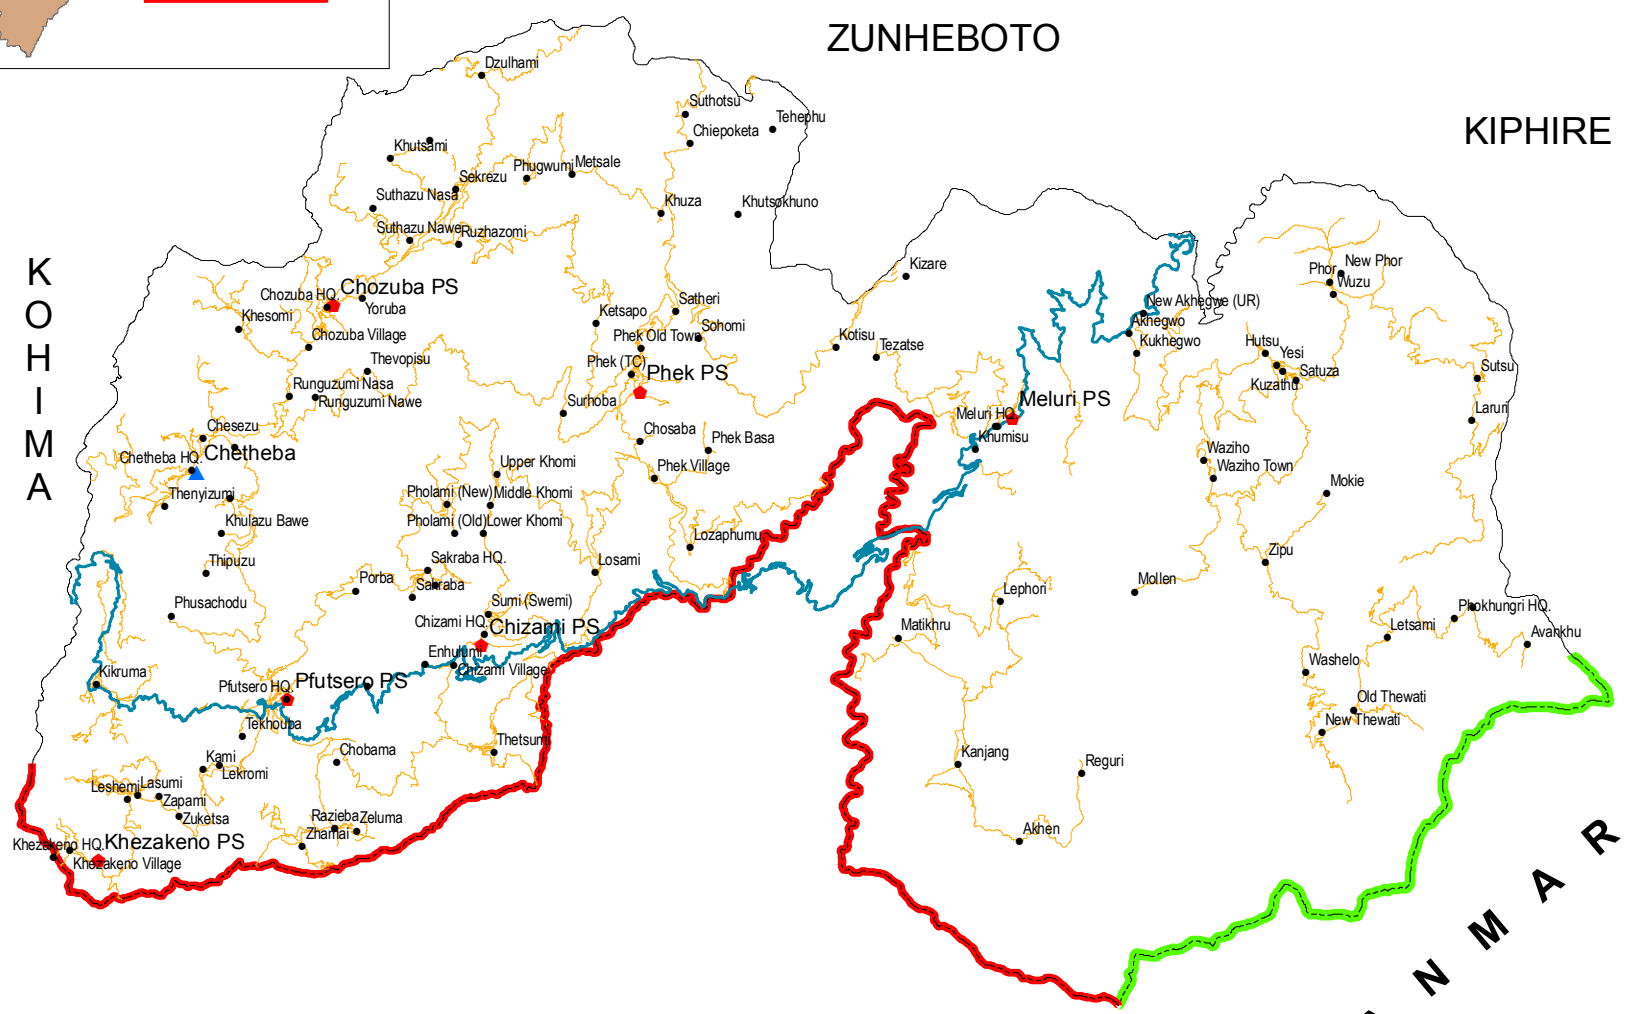 ZUNHEBOTO
KIPHIRE
KOHIMA
Dzulhami
Suthotsu
Tehephu
Chiepoketa
Khutsami
Phugwumi
Metsale
Sekrezu
Suthazu Nasa
Khuza
Khutsokhuno
Suthazu Nawe
Ruzhazomi
Kizare
New Phor
Phor
Wuzu
Chozuba PS
Chozuba HQ.
Yoruba
Khesomi
Ketsapo
Satheri
New Akhegwe (UR)
Akhegwo
Kukhegwo
Chozuba Village
Phek Old Town
Sohomi
Kotisu
Tezatse
Hutsu
Yesi
Satuza
Kuzathu
Sutsu
Thevopisu
Phek (TC)
Phek PS
Runguzumi Nasa
Runguzumi Nawe
Surhoba
Meluri PS
Meluri HQ.
Khumisu
Laruri
Chesezu
Chosaba
Phek Basa
Chetheba HQ.
Chetheba
Waziho
Waziho Town
Upper Khomi
Phek Village
Mokie
Thenyizumi
Pholami (New)
Middle Khomi
Khulazu Bawe
Pholami (Old)
Lower Khomi
Lozaphumu
Thipuzu
Sakraba HQ.
Losami
Zipu
Porba
Sakraba
Mollen
Lephori
Phusachodu
Sumi (Swemi)
Chizami HQ.
Chizami PS
Matikhru
Letsami
Phokhungri HQ.
Avankhu
Enhulumi
Chizami Village
Kikruma
Pfutsero HQ.
Pfutsero PS
Washelo
Old Thewati
New Thewati
Tekhouba
Thetsumi
Kami
Lekromi
Chobama
Kanjang
Reguri
Leshemi
Lasumi
Zapami
Zuketsa
Razieba
Zeluma
Zhamai
Akhen
Khezakeno HQ.
Khezakeno PS
Khezakeno Village
N M A R